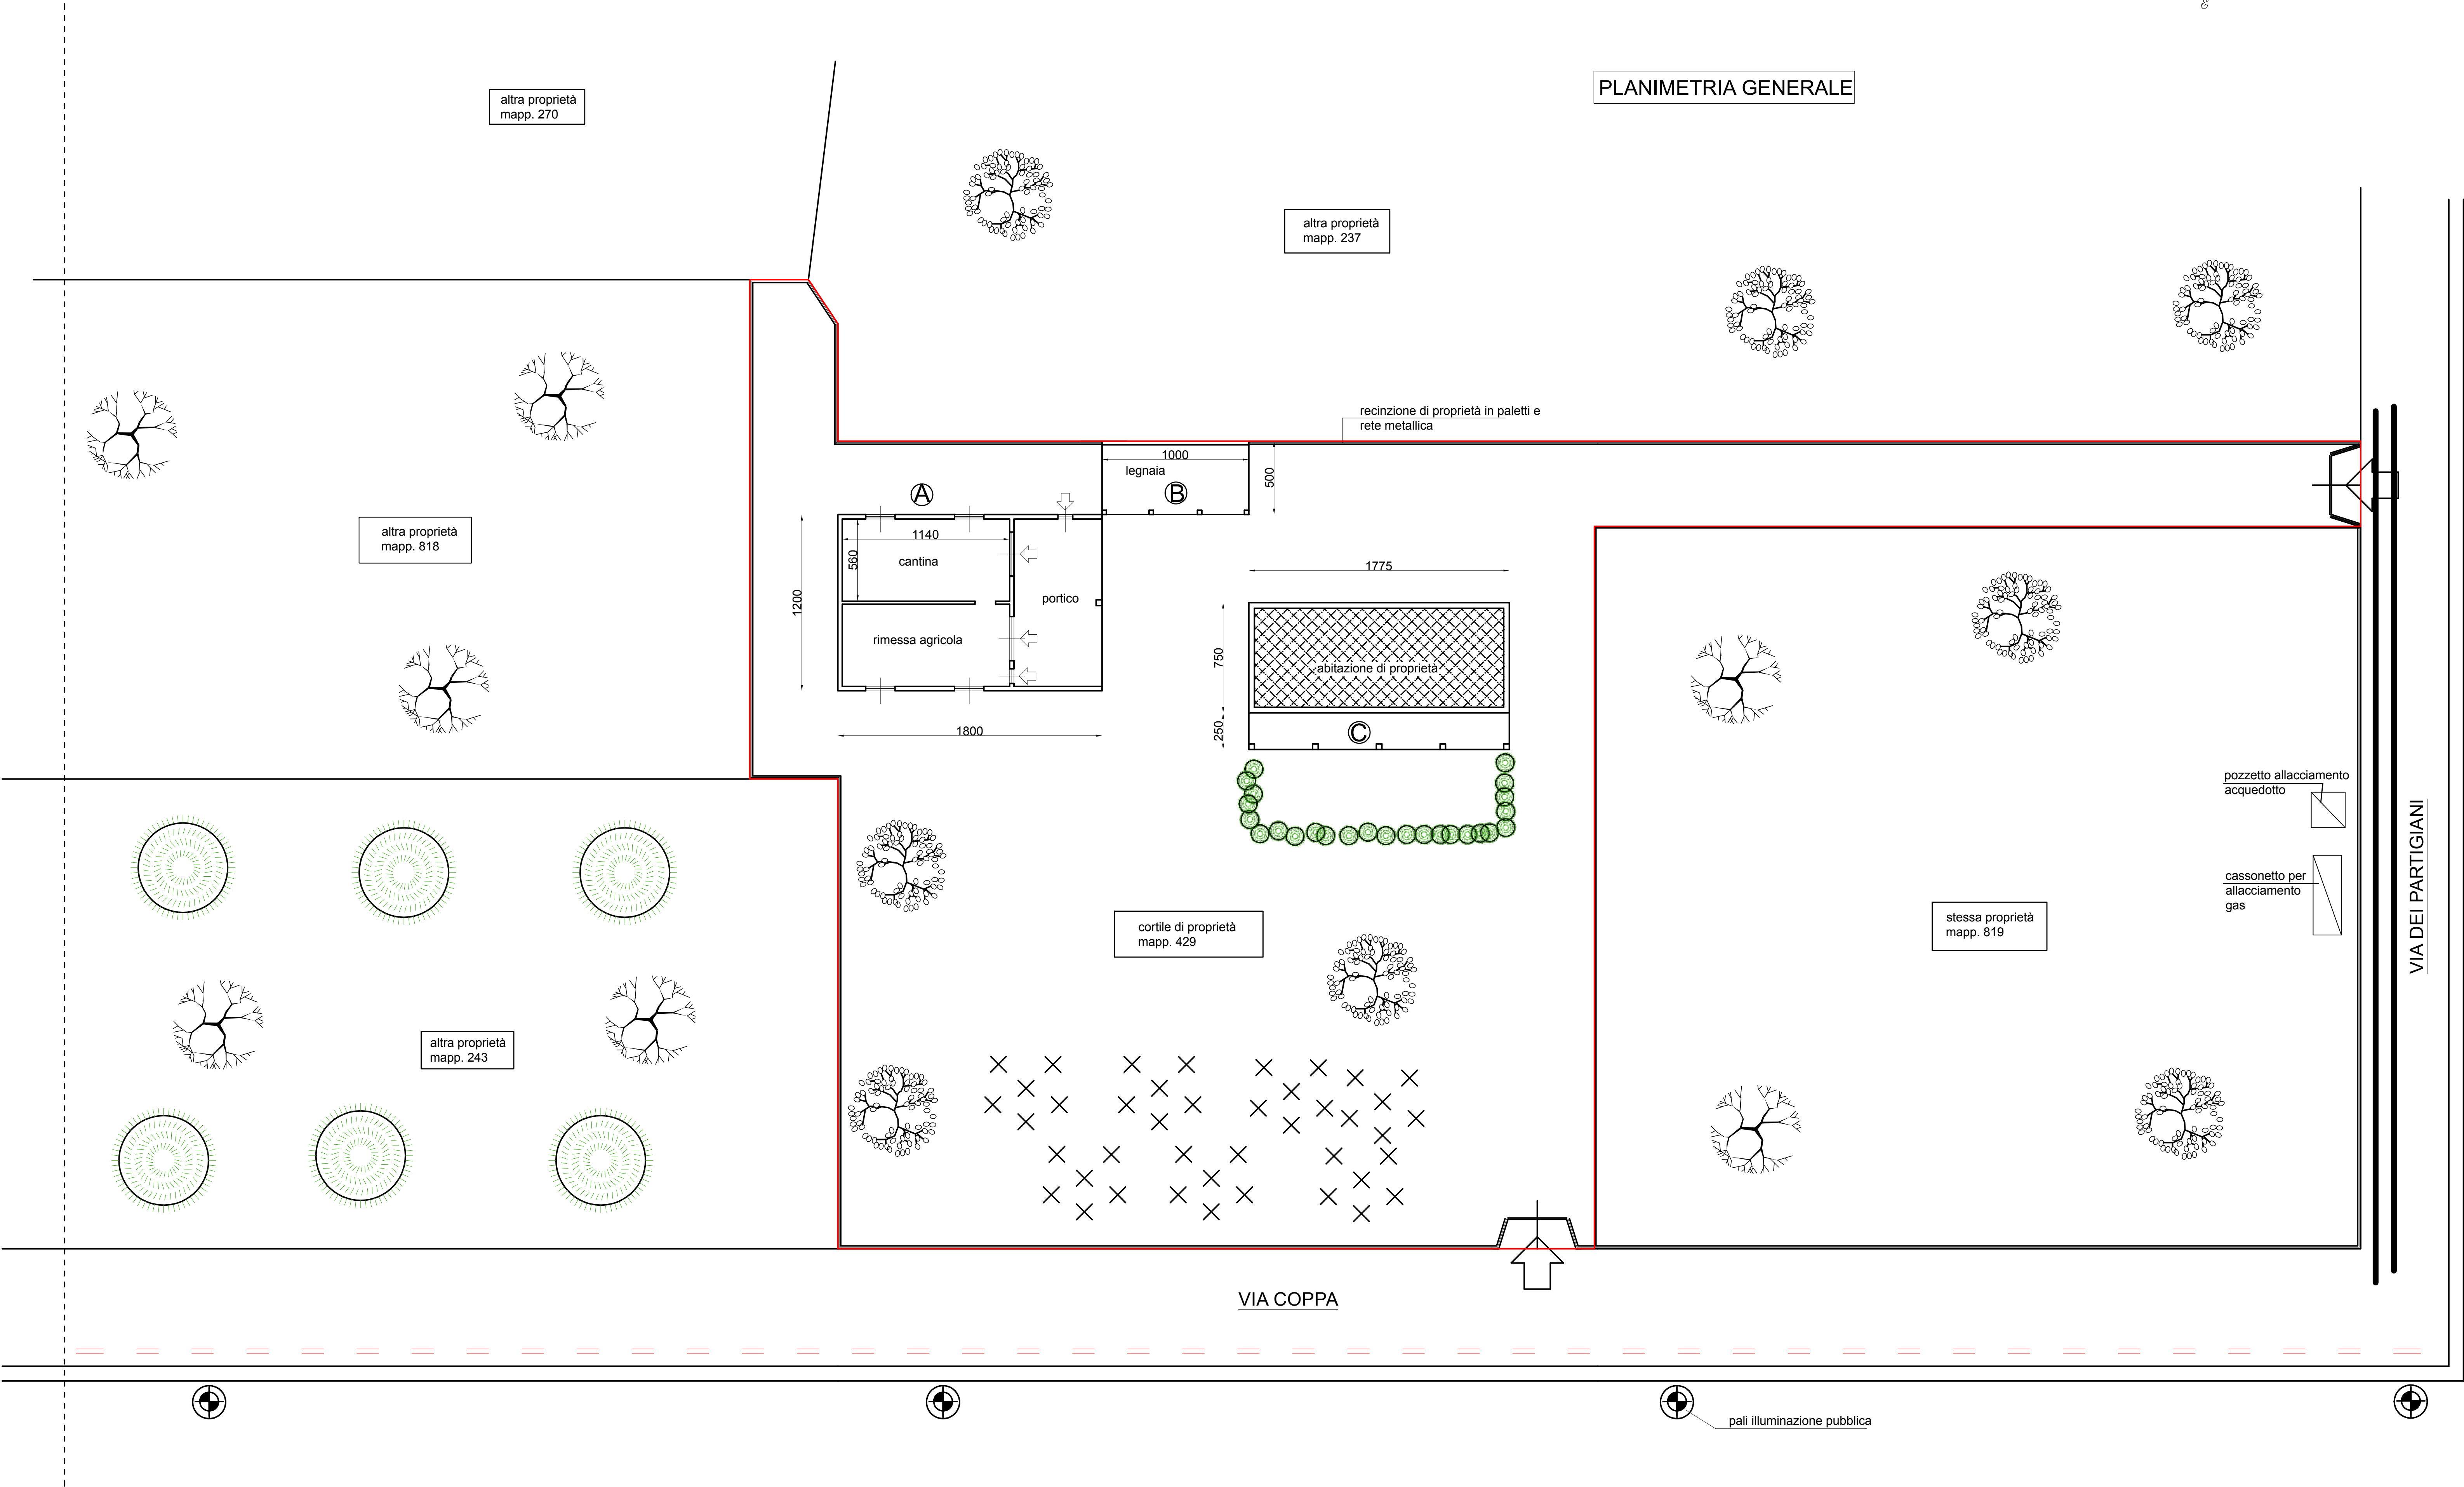 PLANIMETRIA GENERALE
altra proprietà
mapp. 270
altra proprietà
mapp. 237
recinzione di proprietà in paletti e
rete metallica
1000
legnaia
500
A
B
altra proprietà
mapp. 818
1140
560
cantina
1200
portico
rimessa agricola
1800
1775
750
abitazione di proprietà
250
C
pozzetto allacciamento
acquedotto
cassonetto per
allacciamento
gas
VIA DEI PARTIGIANI
cortile di proprietà
mapp. 429
stessa proprietà
mapp. 819
altra proprietà
mapp. 243
VIA COPPA
pali illuminazione pubblica